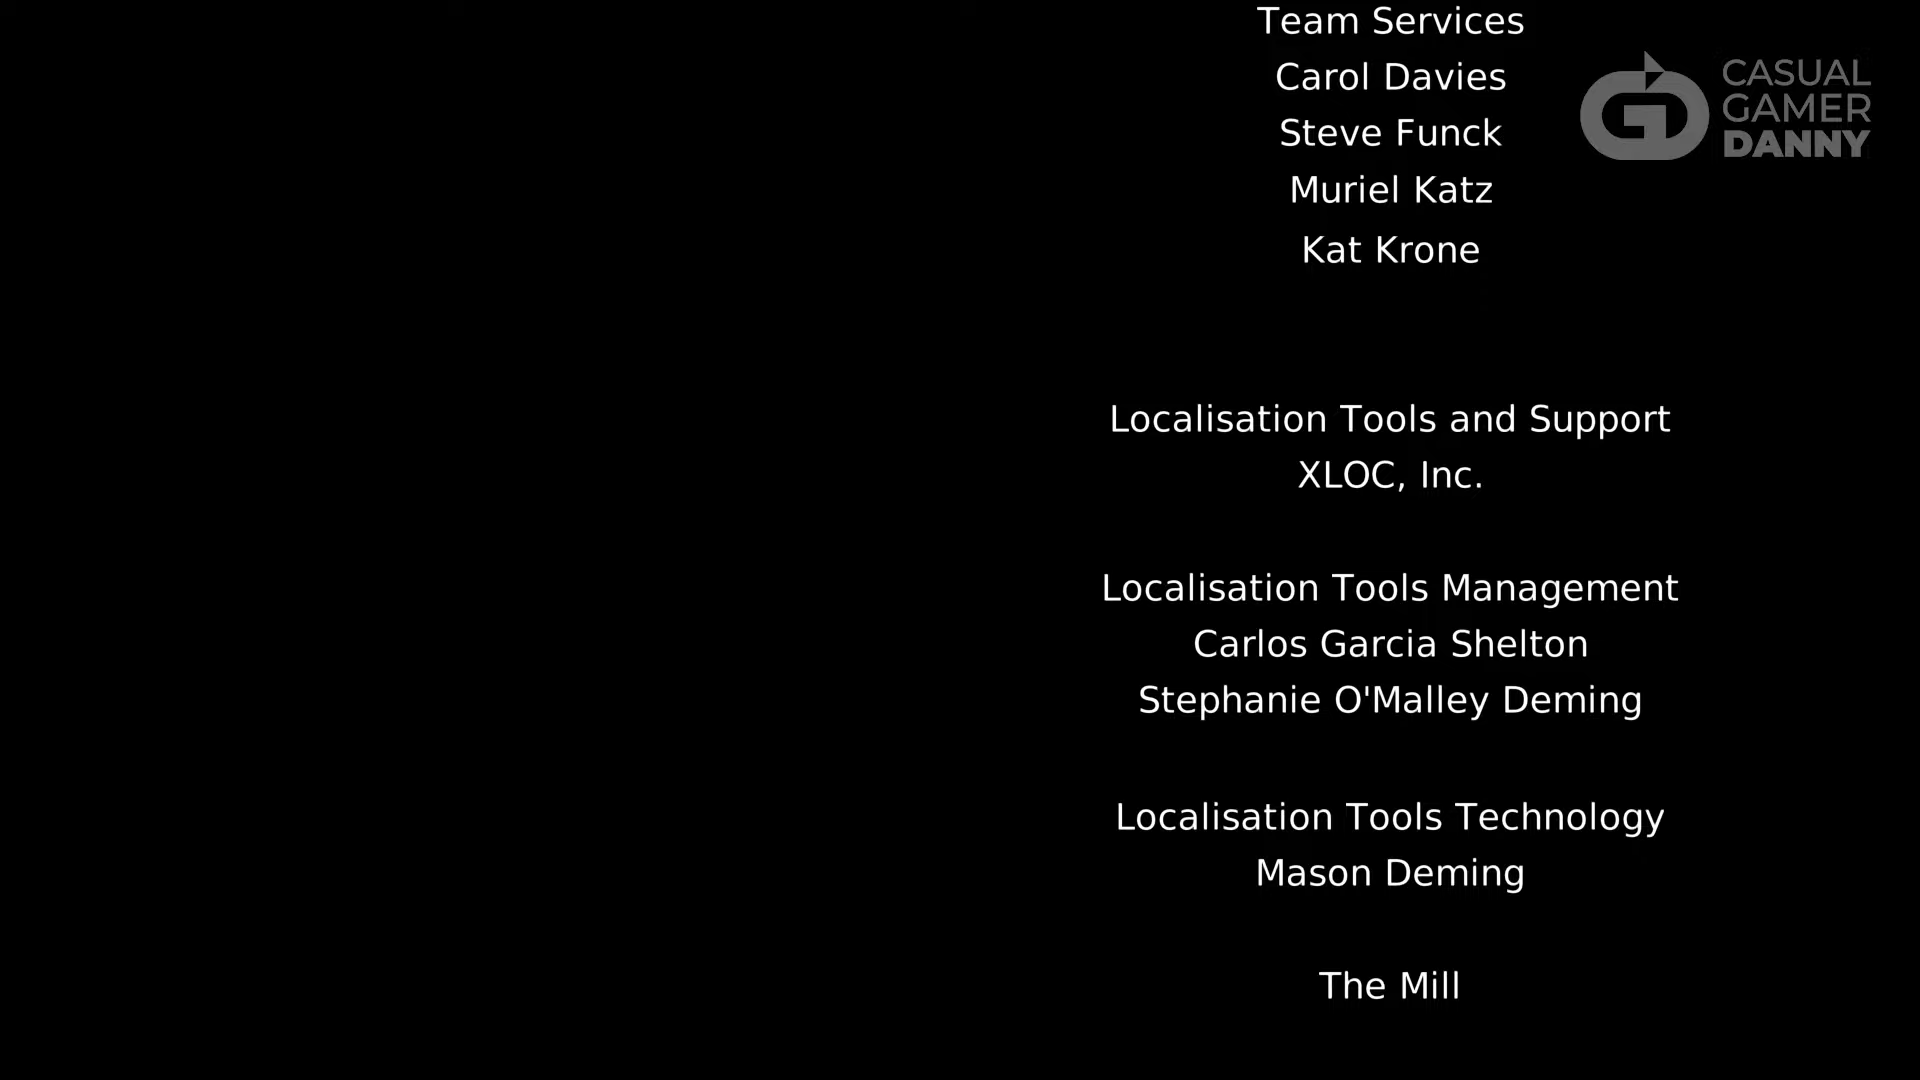 Team Services
Carol Davies
Steve Funck
Muriel Katz
Kat Krone
Localisation Tools and Support
XLOC, Inc.
Localisation Tools Management
Carlos Garcia Shelton
Stephanie O'Malley Deming
Localisation Tools Technology
Mason Deming
The Mill
CASUAL
GAMER
DANNY